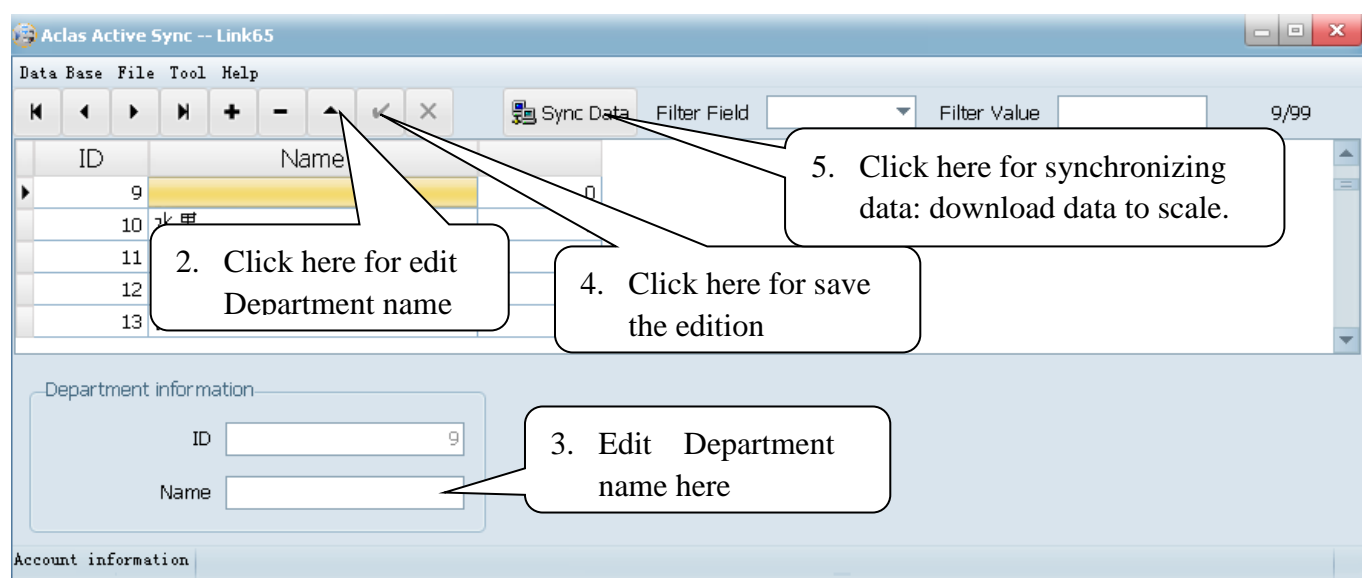 Aclas Active Sync -- Link65
Data Base File Tool Help
Sync Data Filter Field Filter Value 9/99
ID Name
9 0
10 水果
11
12
13
2. Click here for edit
Department name
4. Click here for save
the edition
5. Click here for synchronizing
data: download data to scale.
Department information
ID 9
Name
3. Edit Department
name here
Account information